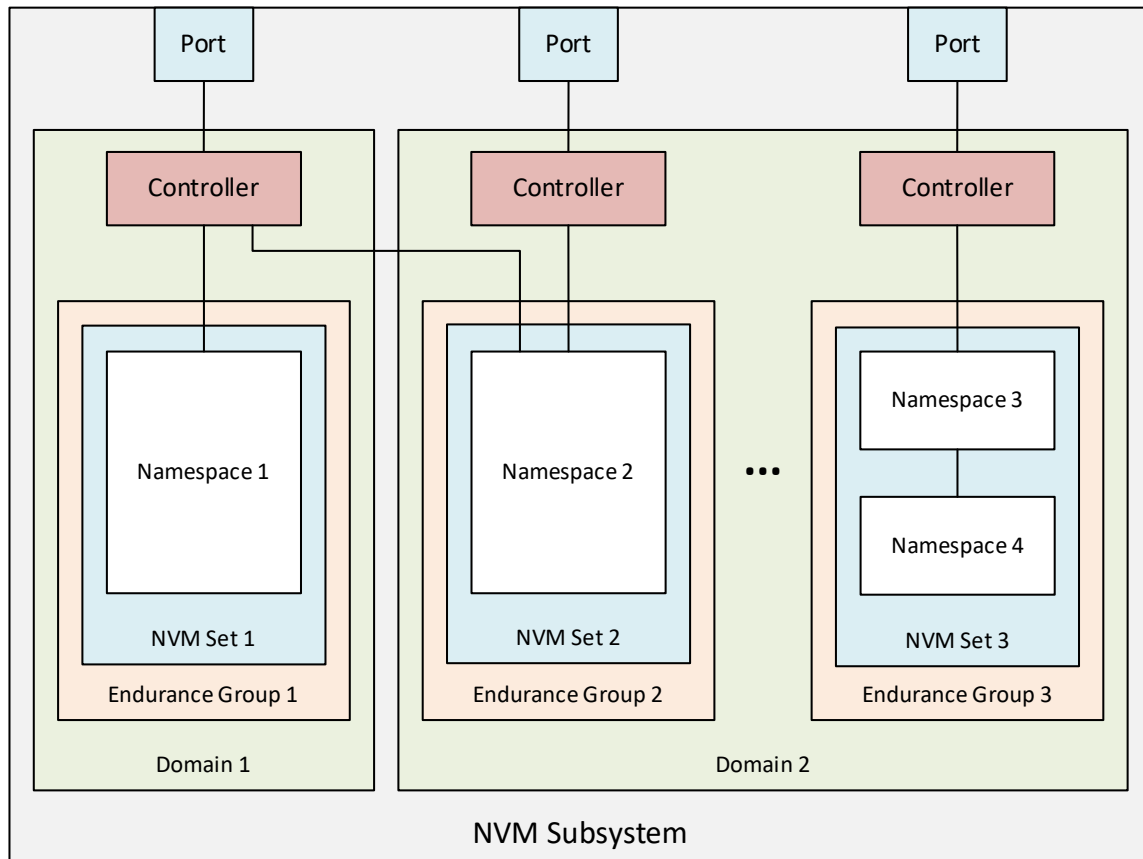 Port
Port
Port
Controller
Controller
Controller
Namespace 1
Namespace 2
...
Namespace 3
Namespace 4
NVM Set 1
NVM Set 2
NVM Set 3
Endurance Group 1
Endurance Group 2
Endurance Group 3
Domain 1
Domain 2
NVM Subsystem